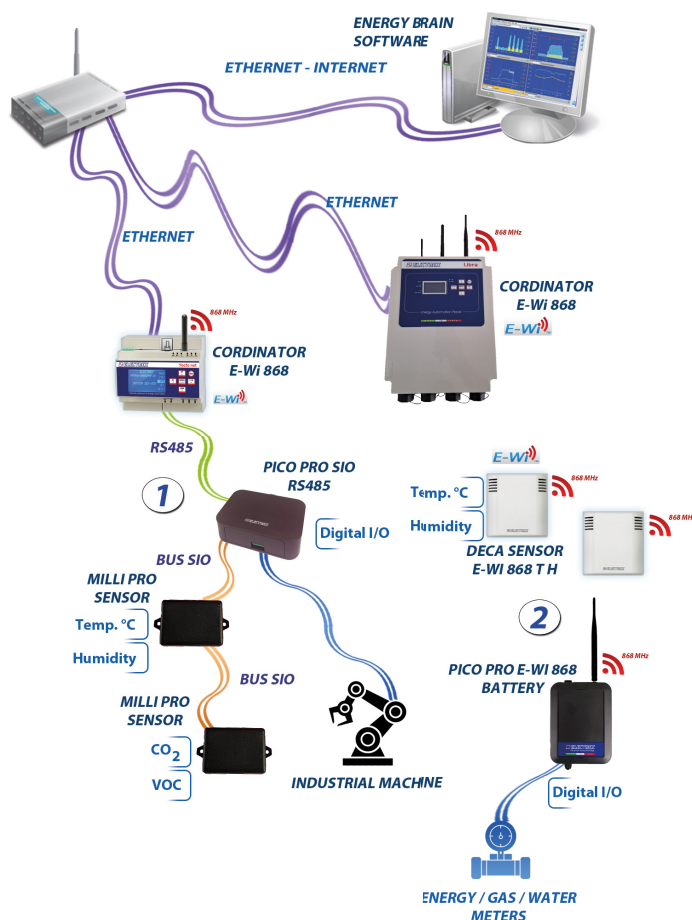 ENERGY BRAIN
SOFTWARE
ETHERNET - INTERNET
ETHERNET
ETHERNET
868 MHz
Libra
CORDINATOR
E-Wi 868
E-Wi
868 MHz
CORDINATOR
E-Wi 868
E-Wi
RS485
PICO PRO SIO
RS485
1
Digital I/O
E-Wi
868 MHz
Temp. °C
Humidity
868 MHz
DECA SENSOR
E-WI 868 T H
BUS SIO
MILLI PRO
SENSOR
Temp. °C
Humidity
2
868 MHz
PICO PRO E-WI 868
BATTERY
BUS SIO
MILLI PRO
SENSOR
CO2
VOC
INDUSTRIAL MACHINE
Digital I/O
ENERGY / GAS / WATER
METERS